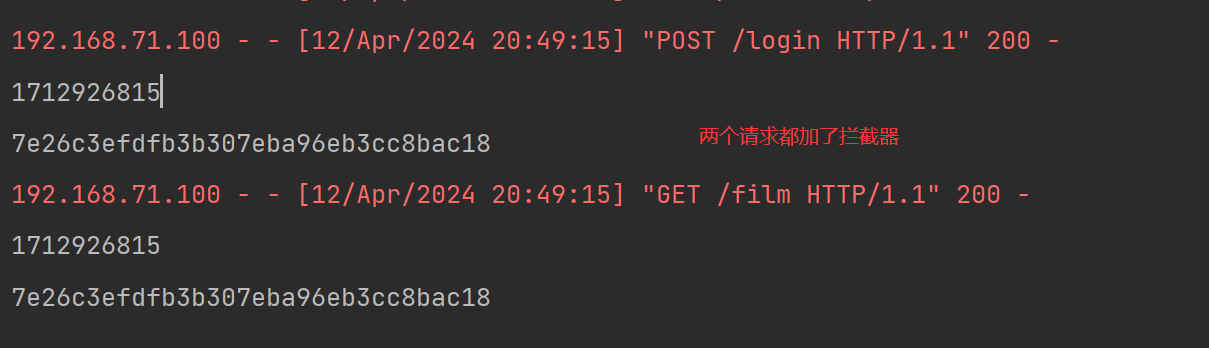 192.168.71.100 - - [12/Apr/2024 20:49:15] "POST /login HTTP/1.1" 200 -
1712926815
7e26c3efdfb3b307eba96eb3cc8bac18
两个请求都加了拦截器
192.168.71.100 - - [12/Apr/2024 20:49:15] "GET /film HTTP/1.1" 200 -
1712926815
7e26c3efdfb3b307eba96eb3cc8bac18